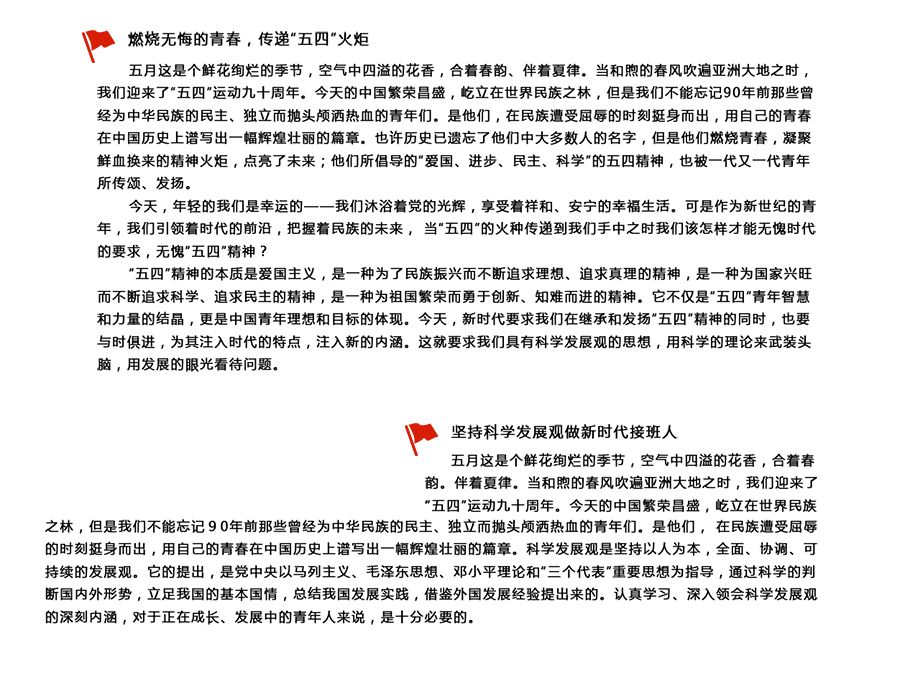 燃烧无悔的青春，传递“五四”火炬
五月这是个鲜花绚烂的季节，空气中四溢的花香，合着春韵、伴着夏律。当和煦的春风吹遍亚洲大地之时，
我们迎来了“五四”运动九十周年。今天的中国繁荣昌盛，屹立在世界民族之林，但是我们不能忘记90年前那些曾
经为中华民族的民主、独立而抛头颅洒热血的青年们。是他们，在民族遭受屈辱的时刻挺身而出，用自己的青春
在中国历史上谱写出一幅辉煌壮丽的篇章。也许历史已遗忘了他们中大多数人的名字，但是他们燃烧青春，凝聚
鲜血换来的精神火炬，点亮了未来；他们所倡导的“爱国、进步、民主、科学”的五四精神，也被一代又一代青年
所传颂、发扬。
今天，年轻的我们是幸运的——我们沐浴着党的光辉，享受着祥和、安宁的幸福生活。可是作为新世纪的青
年，我们引领着时代的前沿，把握着民族的未来， 当“五四”的火种传递到我们手中之时我们该怎样才能无愧时代
的要求，无愧“五四”精神？
“五四”精神的本质是爱国主义，是一种为了民族振兴而不断追求理想、追求真理的精神，是一种为国家兴旺
而不断追求科学、追求民主的精神，是一种为祖国繁荣而勇于创新、知难而进的精神。它不仅是“五四”青年智慧
和力量的结晶，更是中国青年理想和目标的体现。今天，新时代要求我们在继承和发扬“五四”精神的同时，也要
与时俱进，为其注入时代的特点，注入新的内涵。这就要求我们具有科学发展观的思想，用科学的理论来武装头
脑，用发展的眼光看待问题。
坚持科学发展观做新时代接班人
五月这是个鲜花绚烂的季节，空气中四溢的花香，合着春
韵。伴着夏律。当和煦的春风吹遍亚洲大地之时，我们迎来了
“五四”运动九十周年。今天的中国繁荣昌盛，屹立在世界民族
之林，但是我们不能忘记90年前那些曾经为中华民族的民主、独立而抛头颅洒热血的青年们。是他们， 在民族遭受屈辱
的时刻挺身而出，用自己的青春在中国历史上谱写出一幅辉煌壮丽的篇章。科学发展观是坚持以人为本，全面、协调、可
持续的发展观。它的提出，是党中央以马列主义、毛泽东思想、邓小平理论和“三个代表”重要思想为指导，通过科学的判
断国内外形势，立足我国的基本国情，总结我国发展实践，借鉴外国发展经验提出来的。认真学习、深入领会科学发展观
的深刻内涵，对于正在成长、发展中的青年人来说，是十分必要的。